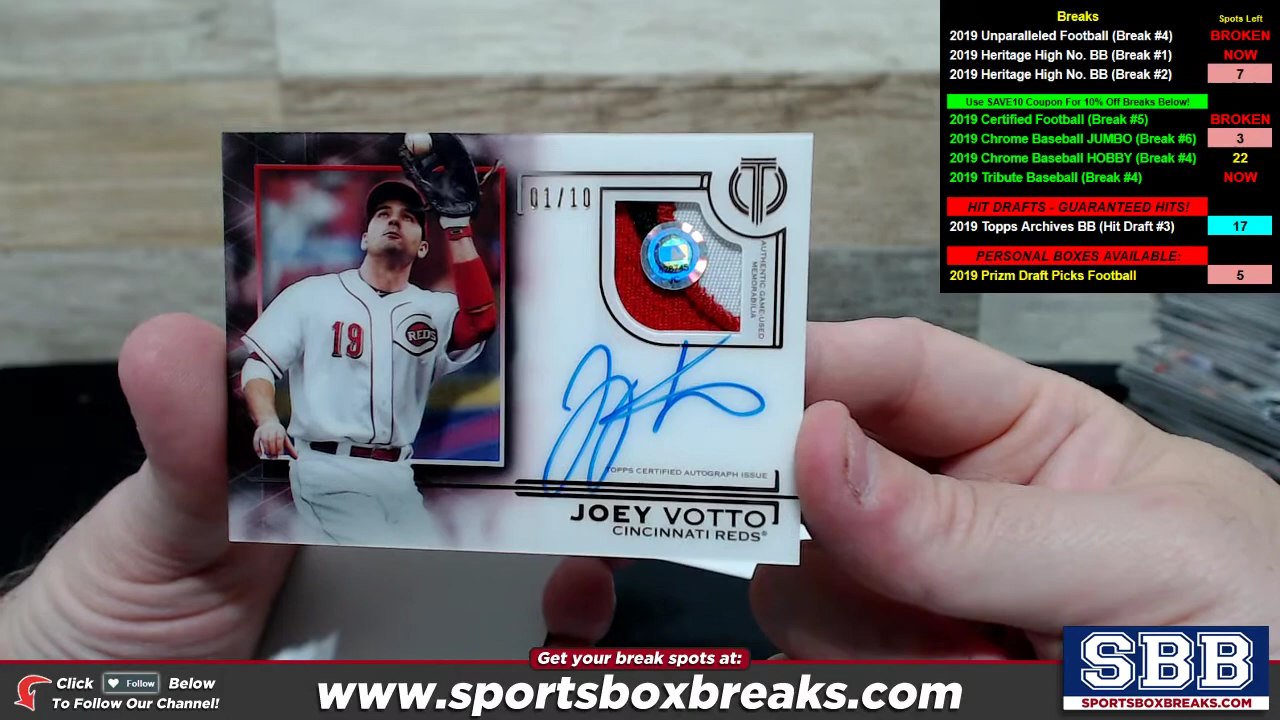 Breaks Spots Left
2019 Unparalleled Football (Break #4) BROKEN
2019 Heritage High No. BB (Break #1) NOW
2019 Heritage High No. BB (Break #2) 7
Use SAVE10 Coupon For 10% Off Breaks Below!
2019 Certified Football (Break #5) BROKEN
2019 Chrome Baseball JUMBO (Break #6) 3
2019 Chrome Baseball HOBBY (Break #4) 22
2019 Tribute Baseball (Break #4) NOW
HIT DRAFTS - GUARANTEED HITS!
2019 Topps Archives BB (Hit Draft #3) 17
PERSONAL BOXES AVAILABLE:
2019 Prizm Draft Picks Football 5
01/10
AUTHENTIC GAME-USED
MEMORABILIA
19
REDS
TOPPS CERTIFIED AUTOGRAPH ISSUE
JOEY VOTTO
CINCINNATI REDS®
Get your break spots at:
Click Follow Below
To Follow Our Channel!
www.sportsboxbreaks.com
SBB
SPORTSBOXBREAKS.COM